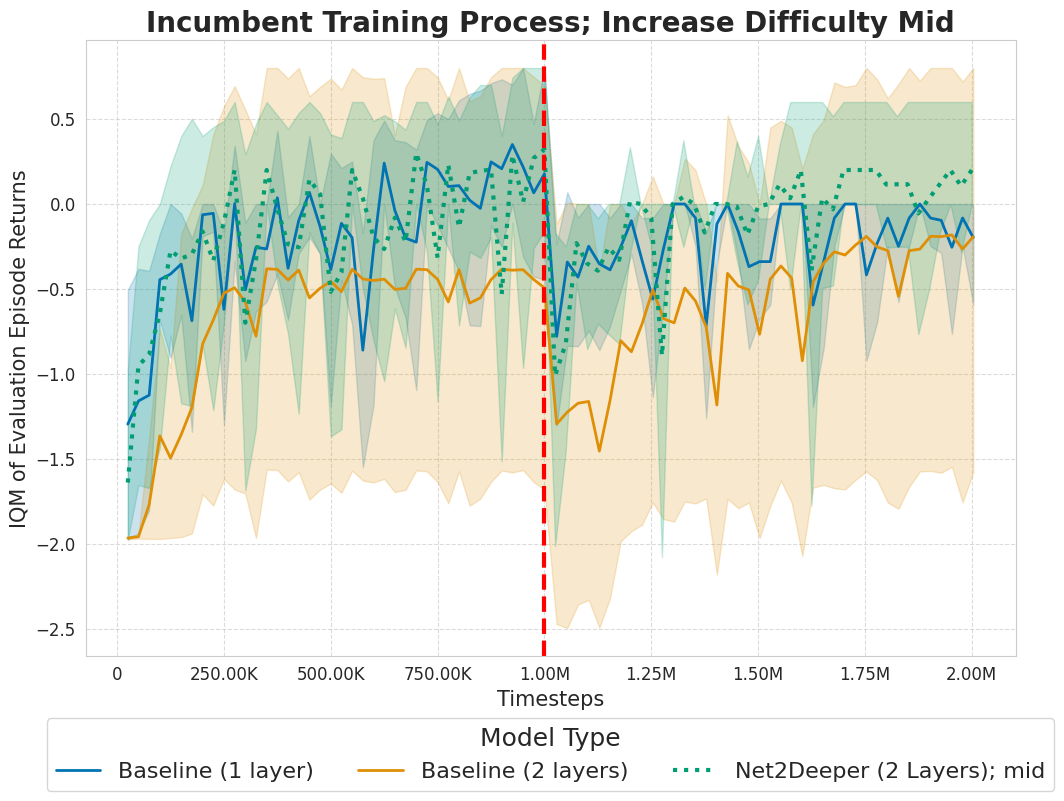 Incumbent Training Process; Increase Difficulty Mid
IQM of Evaluation Episode Returns
0.5
0.0
−0.5
−1.0
−1.5
−2.0
−2.5
0 250.00K 500.00K 750.00K 1.00M 1.25M 1.50M 1.75M 2.00M
Timesteps
Model Type
Baseline (1 layer) Baseline (2 layers) Net2Deeper (2 Layers); mid